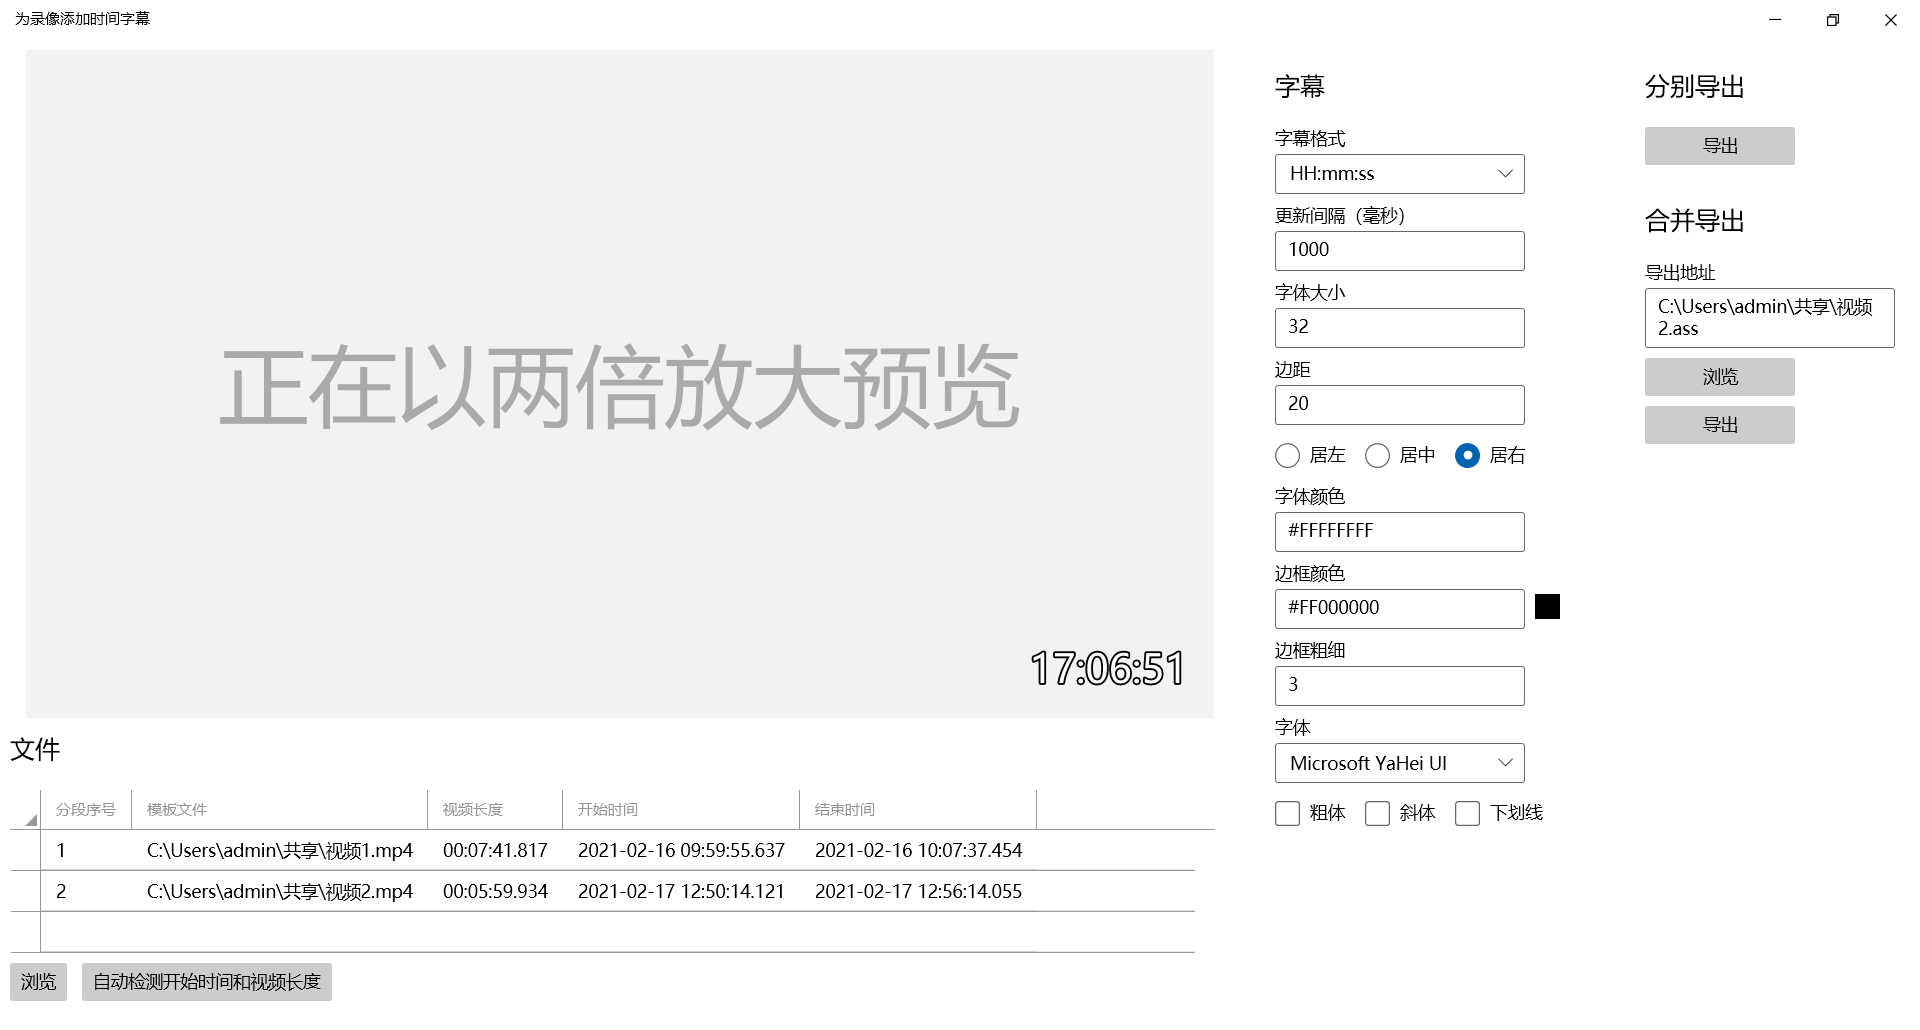 为录像添加时间字幕
正在以两倍放大预览
17:06:51
文件
分段序号 模板文件 视频长度 开始时间 结束时间
1 C:\Users\admin\共享\视频1.mp4 00:07:41.817 2021-02-16 09:59:55.637 2021-02-16 10:07:37.454
2 C:\Users\admin\共享\视频2.mp4 00:05:59.934 2021-02-17 12:50:14.121 2021-02-17 12:56:14.055
浏览 自动检测开始时间和视频长度
字幕
字幕格式
HH:mm:ss
更新间隔（毫秒）
1000
字体大小
32
边距
20
居左 居中 居右
字体颜色
#FFFFFFFF
边框颜色
#FF000000
边框粗细
3
字体
Microsoft YaHei UI
粗体 斜体 下划线
分别导出
导出
合并导出
导出地址
C:\Users\admin\共享\视频
2.ass
浏览
导出